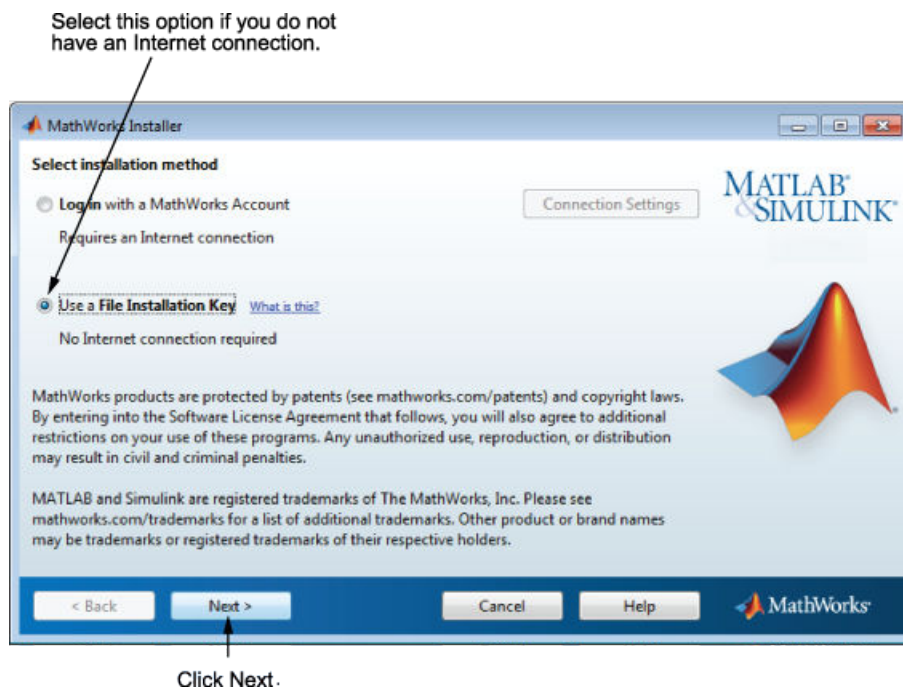 Select this option if you do not
have an Internet connection.
MathWorks Installer
Select installation method
Log in with a MathWorks Account
Connection Settings
Requires an Internet connection
Use a File Installation Key What is this?
No Internet connection required
MATLAB®
&SIMULINK®
MathWorks products are protected by patents (see mathworks.com/patents) and copyright laws.
By entering into the Software License Agreement that follows, you will also agree to additional
restrictions on your use of these programs. Any unauthorized use, reproduction, or distribution
may result in civil and criminal penalties.
MATLAB and Simulink are registered trademarks of The MathWorks, Inc. Please see
mathworks.com/trademarks for a list of additional trademarks. Other product or brand names
may be trademarks or registered trademarks of their respective holders.
< Back Next > Cancel Help MathWorks®
Click Next.